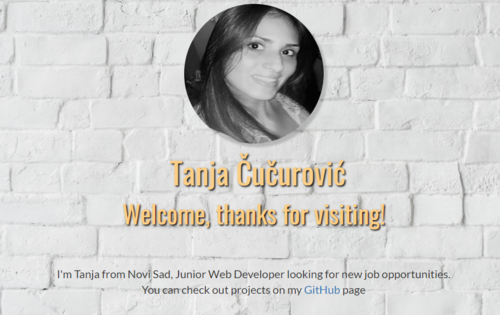 Tanja Čučurović
Welcome, thanks for visiting!
I'm Tanja from Novi Sad, Junior Web Developer looking for new job opportunities.
You can check out projects on my GitHub page